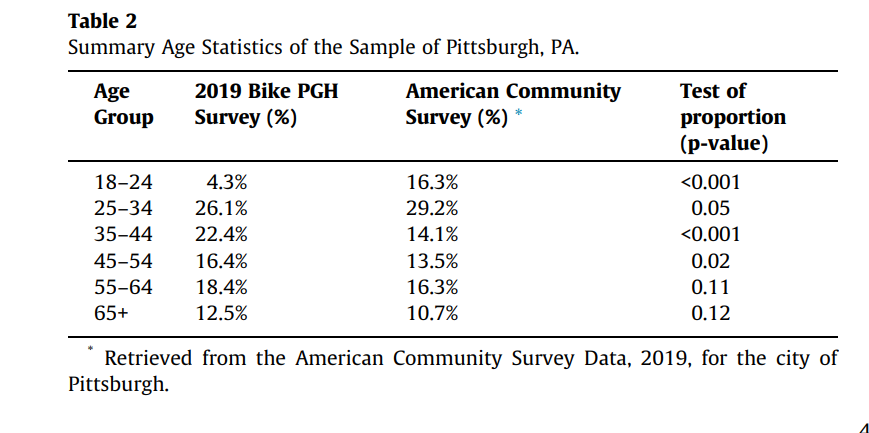 Table 2
Summary Age Statistics of the Sample of Pittsburgh, PA.
Age Group 2019 Bike PGH Survey (%) American Community Survey (%) * Test of proportion (p-value)
18–24 4.3% 16.3% <0.001
25–34 26.1% 29.2% 0.05
35–44 22.4% 14.1% <0.001
45–54 16.4% 13.5% 0.02
55–64 18.4% 16.3% 0.11
65+ 12.5% 10.7% 0.12
* Retrieved from the American Community Survey Data, 2019, for the city of
Pittsburgh.
4